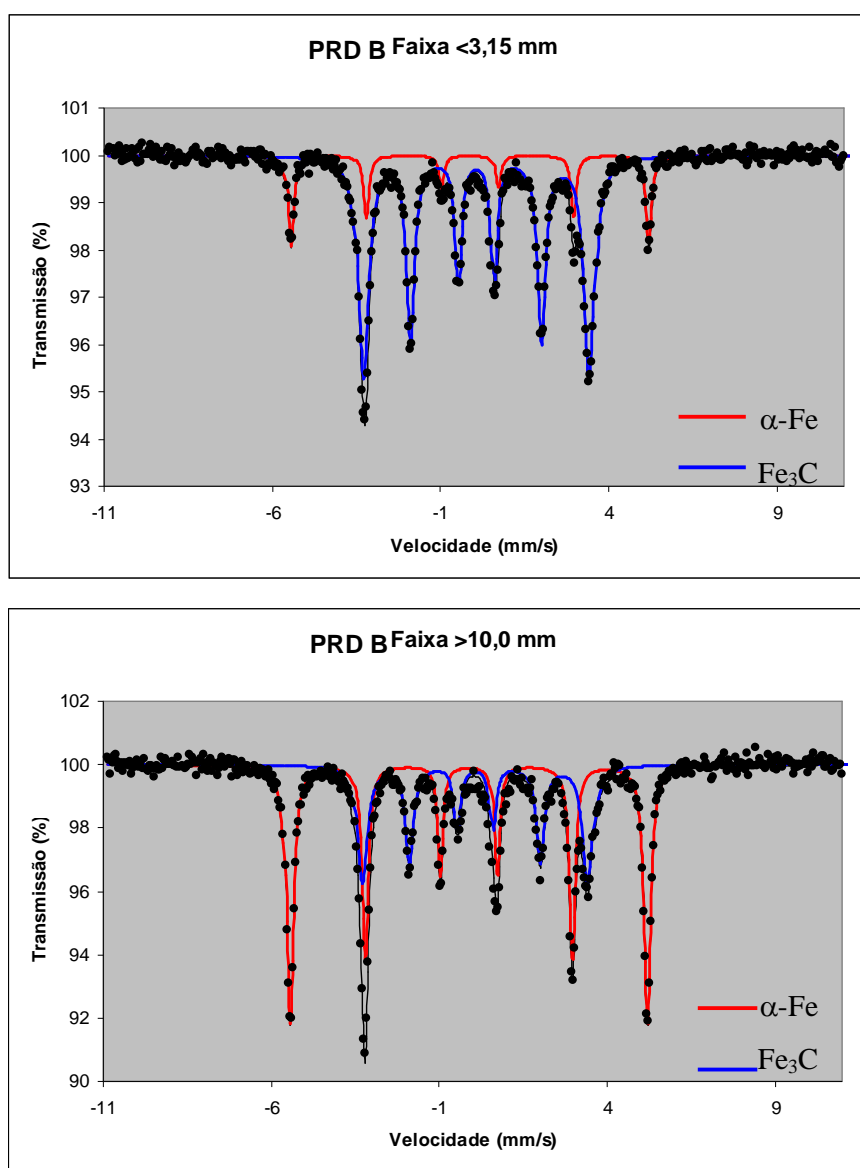 PRD B Faixa <3,15 mm
101
100
99
98
97
96
95
94
93
Transmissão (%)
-11 -6 -1 4 9
Velocidade (mm/s)
α-Fe
Fe₃C
PRD B Faixa >10,0 mm
102
100
98
96
94
92
90
Transmissão (%)
-11 -6 -1 4 9
Velocidade (mm/s)
α-Fe
Fe₃C